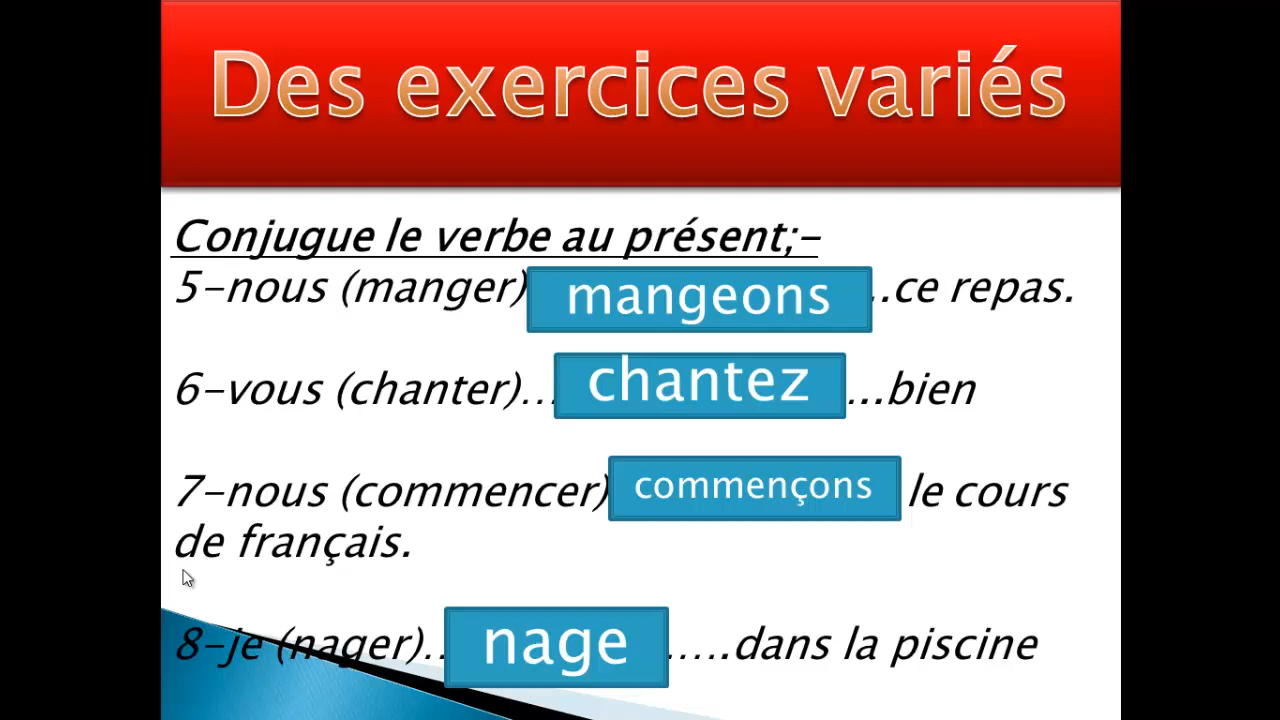 Des exercices variés
Conjugue le verbe au présent;-
5-nous (manger) mangeons ..ce repas.
6-vous (chanter)... chantez ...bien
7-nous (commencer) commençons le cours
de français.
8-je (nager).. nage .....dans la piscine